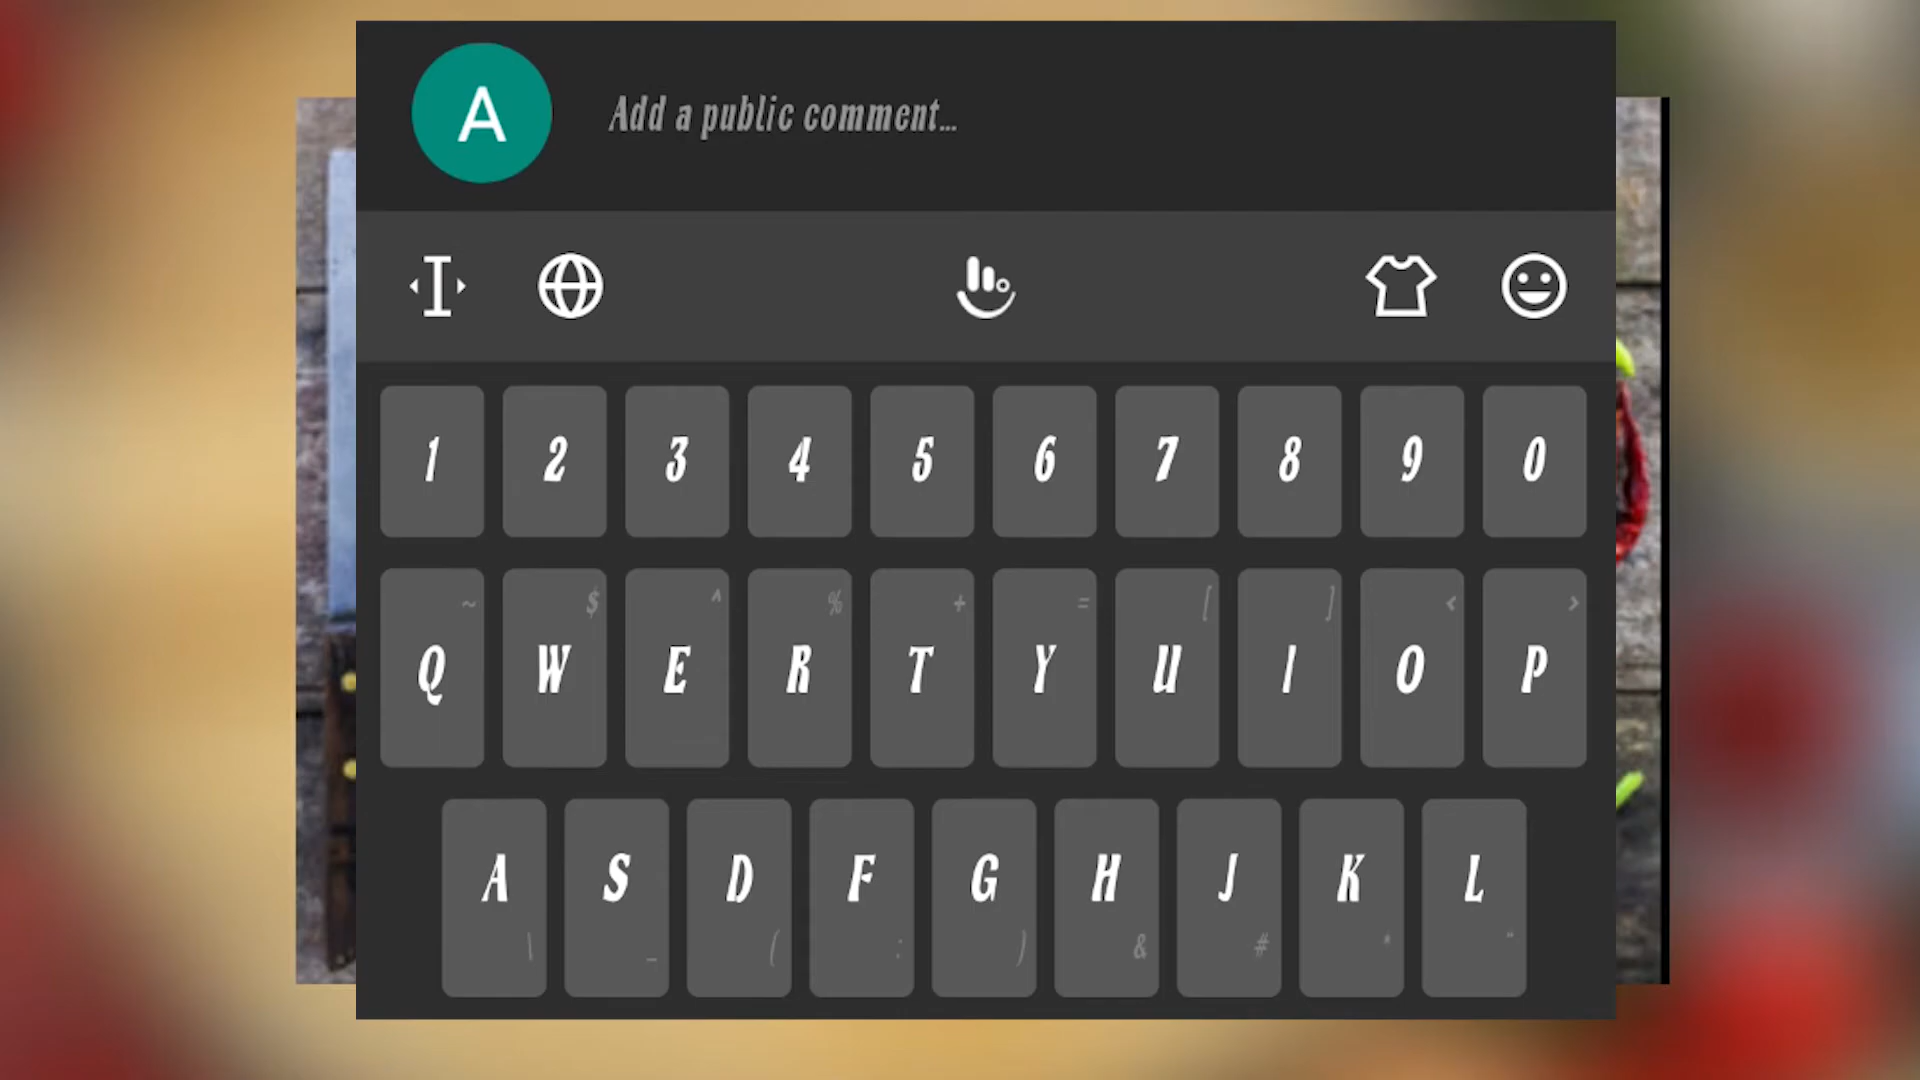 A Add a public comment...
1 2 3 4 5 6 7 8 9 0
~ $ ^ % + = [ ] < >
Q W E R T Y U I O P
A S D F G H J K L
\ _ ( : ) & # * "